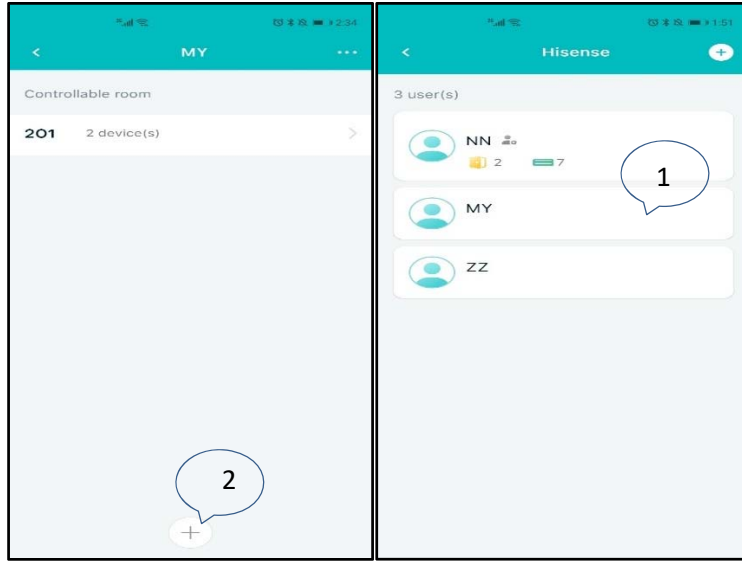 2:34
MY
Controllable room
201 2 device(s)
2
1:51
Hisense
3 user(s)
NN
2 7
1
MY
ZZ